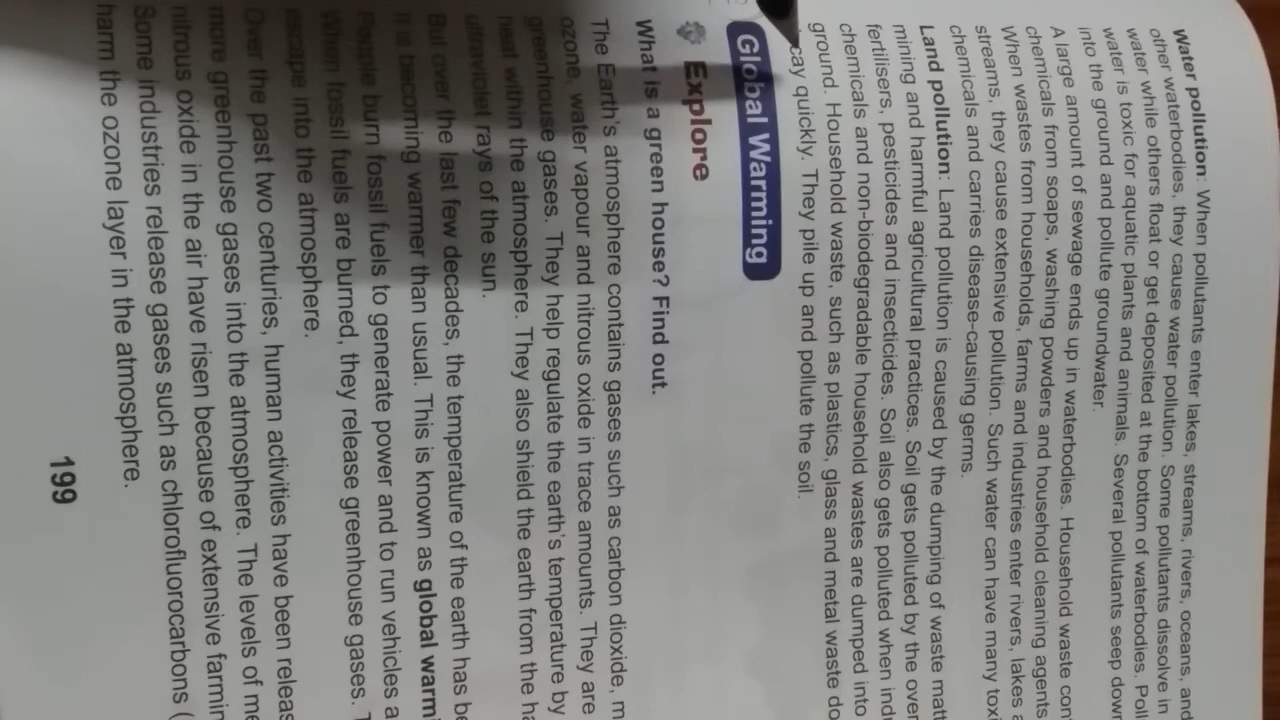 Water pollution: When pollutants enter lakes, streams, rivers, oceans, and
other waterbodies, they cause water pollution. Some pollutants dissolve in
water while others float or get deposited at the bottom of waterbodies.
water is toxic for aquatic plants and animals. Several pollutants seep down
into the ground and pollute groundwater.
A large amount of sewage ends up in waterbodies. Household waste
chemicals from soaps, washing powders and household cleaning agents
When wastes from households, farms and industries enter rivers, lakes
streams, they cause extensive pollution. Such water can have many
chemicals and carries disease-causing germs.
Land pollution: Land pollution is caused by the dumping of waste
mining and harmful agricultural practices. Soil gets polluted by the
fertilisers, pesticides and insecticides. Soil also gets polluted when
chemicals and non-biodegradable household wastes are dumped into
ground. Household waste, such as plastics, glass and metal waste
quickly. They pile up and pollute the soil.
Global Warming
Explore
What is a green house? Find out.
The Earth's atmosphere contains gases such as carbon dioxide,
ozone, water vapour and nitrous oxide in trace amounts. They are
greenhouse gases. They help regulate the earth's temperature by
heat within the atmosphere. They also shield the earth from the
ultraviolet rays of the sun.
But over the last few decades, the temperature of the earth has
It is becoming warmer than usual. This is known as global
People burn fossil fuels to generate power and to run vehicles
When fossil fuels are burned, they release greenhouse gases.
escape into the atmosphere.
Over the past two centuries, human activities have been
more greenhouse gases into the atmosphere. The levels of
nitrous oxide in the air have risen because of extensive
Some industries release gases such as chlorofluorocarbons (
harm the ozone layer in the atmosphere.
199